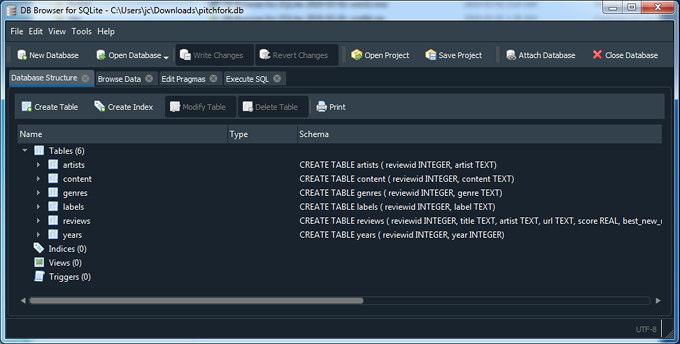 DB Browser for SQLite - C:\Users\jc\Downloads\pitchfork.db
File Edit View Tools Help
New Database Open Database Write Changes Revert Changes Open Project Save Project Attach Database Close Database
Database Structure Browse Data Edit Pragmas Execute SQL
Create Table Create Index Modify Table Delete Table Print
Name Type Schema
Tables (6)
artists CREATE TABLE artists ( reviewid INTEGER, artist TEXT)
content CREATE TABLE content ( reviewid INTEGER, content TEXT)
genres CREATE TABLE genres ( reviewid INTEGER, genre TEXT)
labels CREATE TABLE labels ( reviewid INTEGER, label TEXT)
reviews CREATE TABLE reviews ( reviewid INTEGER, title TEXT, artist TEXT, url TEXT, score REAL, best_new_
years CREATE TABLE years ( reviewid INTEGER, year INTEGER)
Indices (0)
Views (0)
Triggers (0)
UTF-8